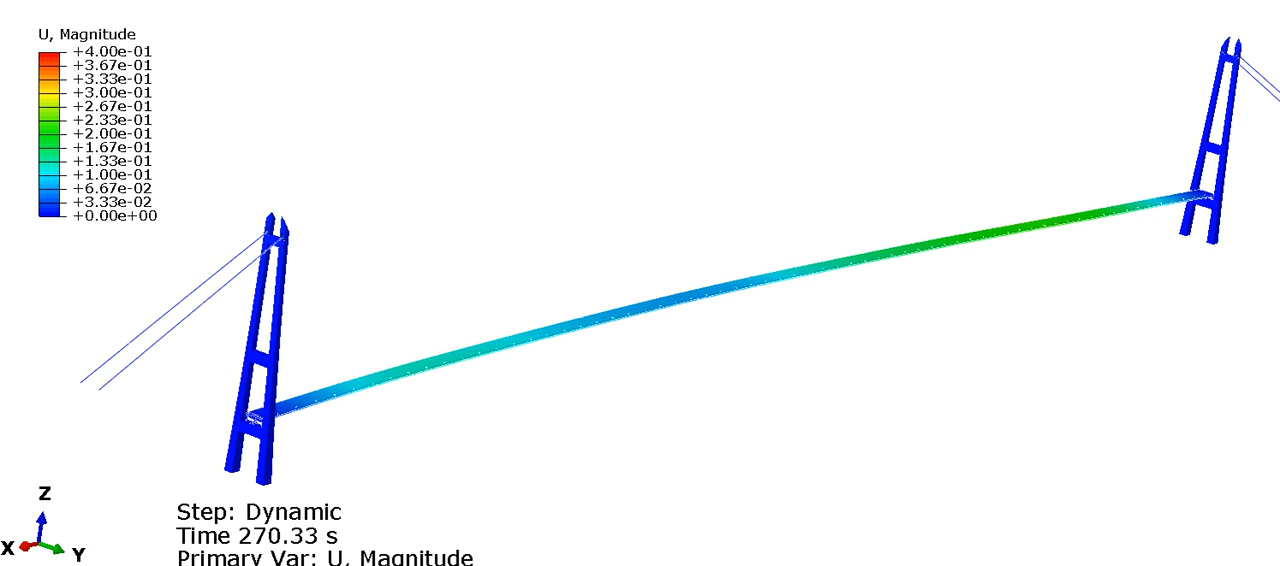 U, Magnitude
+4.00e-01
+3.67e-01
+3.33e-01
+3.00e-01
+2.67e-01
+2.33e-01
+2.00e-01
+1.67e-01
+1.33e-01
+1.00e-01
+6.67e-02
+3.33e-02
+0.00e+00
Z
X
Y
Step: Dynamic
Time 270.33 s
Primary Var: U, Magnitude